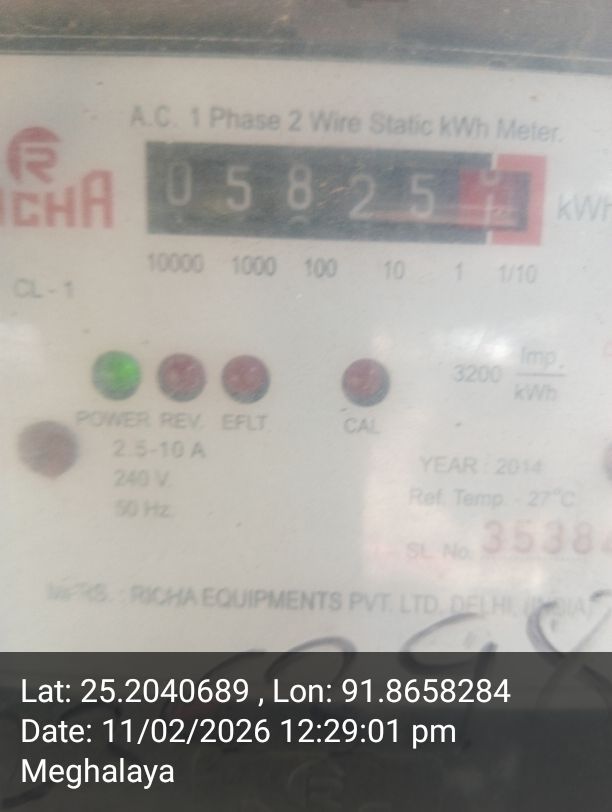 A.C. 1 Phase 2 Wire Static kWh Meter.
R
RICHA
0 5 8 2 5
kWh
10000 1000 100 10 1 1/10
CL - 1
3200 Imp. / kWh
POWER REV. EFLT CAL
2.5-10 A
240 V.
50 Hz.
YEAR : 2014
Ref. Temp. - 27°C
SL. No. 3538
MFRS. : RICHA EQUIPMENTS PVT. LTD. DELHI, (INDIA)
Lat: 25.2040689 , Lon: 91.8658284
Date: 11/02/2026 12:29:01 pm
Meghalaya